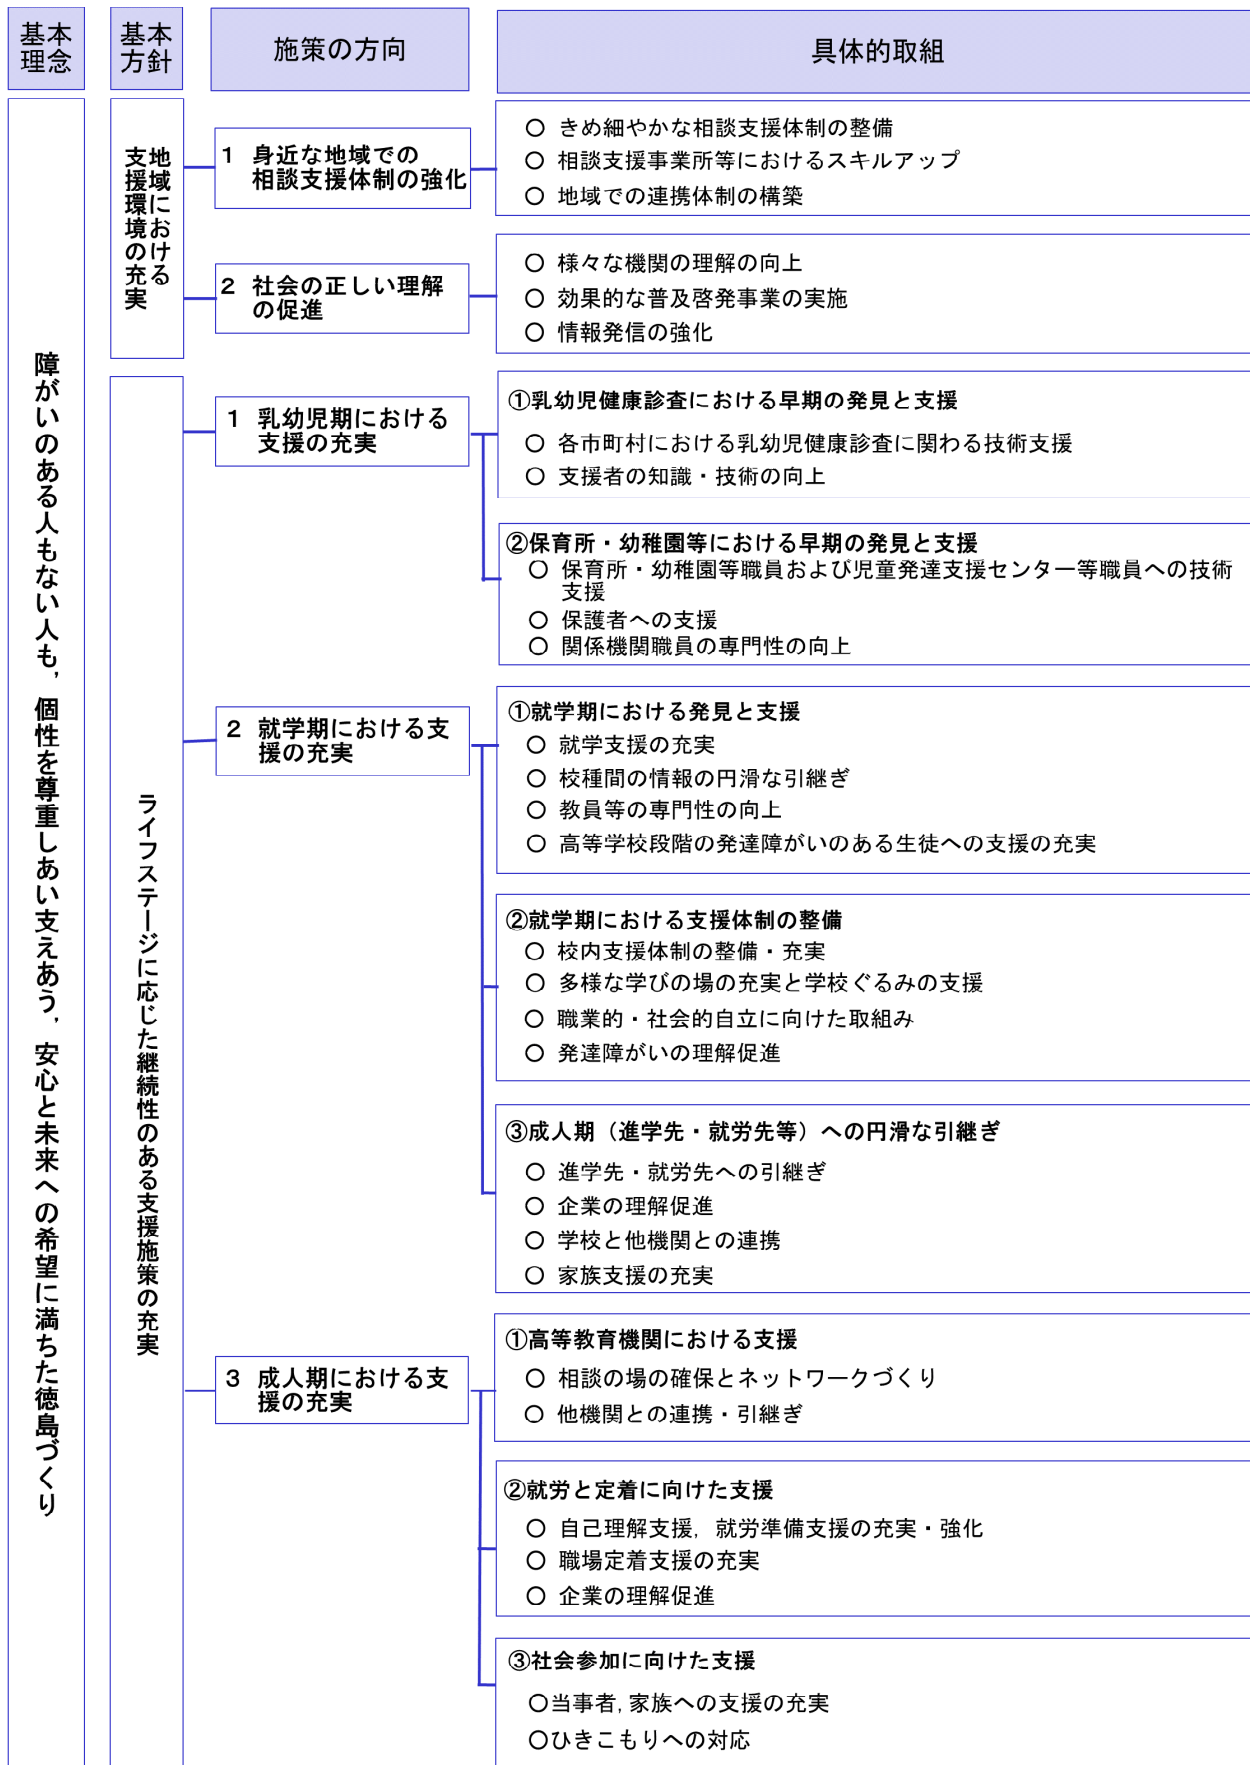 基本
理念
基本
方針
施策の方向
具体的取組
障がいのある人もない人も，個性を尊重しあい支えあう，安心と未来への希望に満ちた徳島づくり
地域における
支援環境の充実
1 身近な地域での
相談支援体制の強化
○ きめ細やかな相談支援体制の整備
○ 相談支援事業所等におけるスキルアップ
○ 地域での連携体制の構築
2 社会の正しい理解
の促進
○ 様々な機関の理解の向上
○ 効果的な普及啓発事業の実施
○ 情報発信の強化
ライフステージに応じた継続性のある支援施策の充実
1 乳幼児期における
支援の充実
①乳幼児健康診査における早期の発見と支援
○ 各市町村における乳幼児健康診査に関わる技術支援
○ 支援者の知識・技術の向上
②保育所・幼稚園等における早期の発見と支援
○ 保育所・幼稚園等職員および児童発達支援センター等職員への技術
支援
○ 保護者への支援
○ 関係機関職員の専門性の向上
2 就学期における支
援の充実
①就学期における発見と支援
○ 就学支援の充実
○ 校種間の情報の円滑な引継ぎ
○ 教員等の専門性の向上
○ 高等学校段階の発達障がいのある生徒への支援の充実
②就学期における支援体制の整備
○ 校内支援体制の整備・充実
○ 多様な学びの場の充実と学校ぐるみの支援
○ 職業的・社会的自立に向けた取組み
○ 発達障がいの理解促進
③成人期（進学先・就労先等）への円滑な引継ぎ
○ 進学先・就労先への引継ぎ
○ 企業の理解促進
○ 学校と他機関との連携
○ 家族支援の充実
3 成人期における支
援の充実
①高等教育機関における支援
○ 相談の場の確保とネットワークづくり
○ 他機関との連携・引継ぎ
②就労と定着に向けた支援
○ 自己理解支援，就労準備支援の充実・強化
○ 職場定着支援の充実
○ 企業の理解促進
③社会参加に向けた支援
○当事者，家族への支援の充実
○ひきこもりへの対応